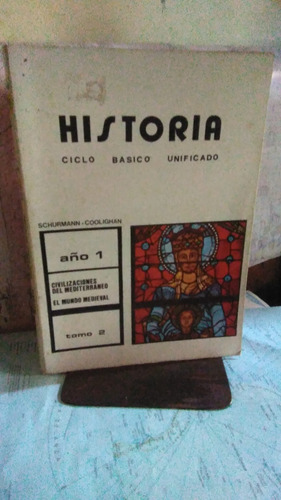 HISTORIA
CICLO BASICO UNIFICADO
SCHURMANN - COOLIGHAN
año 1
CIVILIZACIONES
DEL MEDITERRANEO
EL MUNDO MEDIEVAL
tomo 2